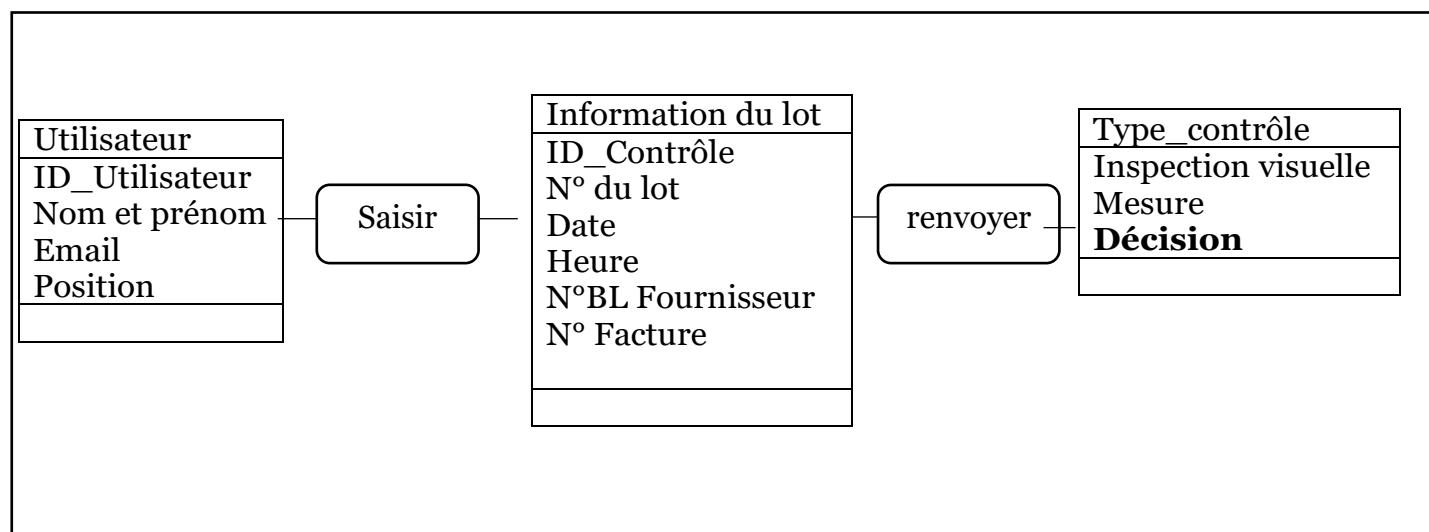 Utilisateur
ID_Utilisateur
Nom et prénom
Email
Position
Saisir
Information du lot
ID_Contrôle
N° du lot
Date
Heure
N°BL Fournisseur
N° Facture
renvoyer
Type_contrôle
Inspection visuelle
Mesure
Décision